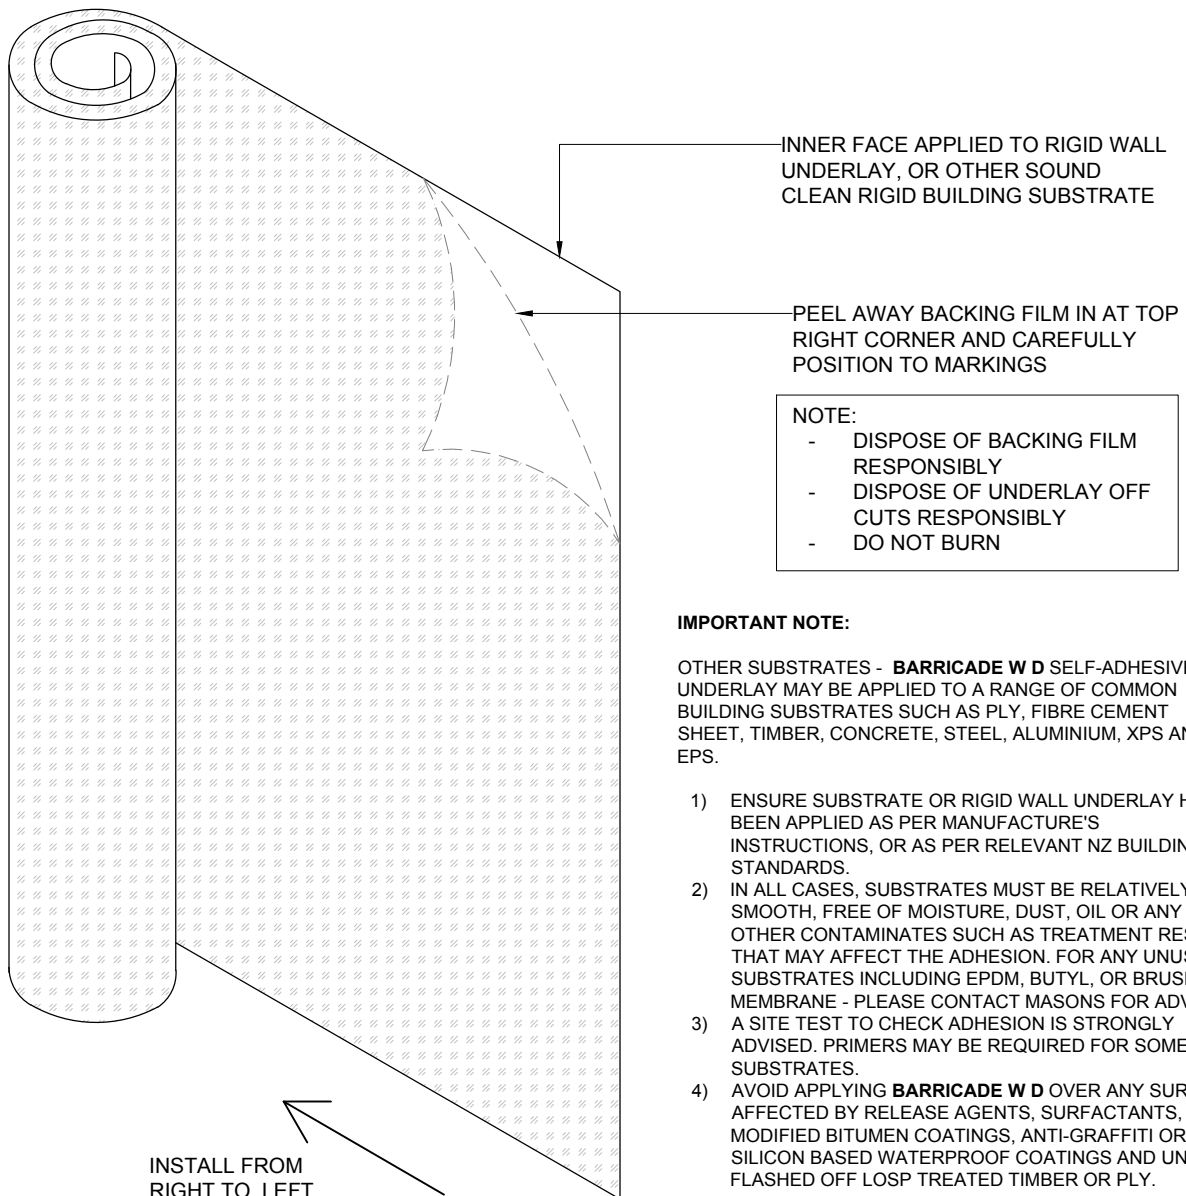 INNER FACE APPLIED TO RIGID WALL
UNDERLAY, OR OTHER SOUND
CLEAN RIGID BUILDING SUBSTRATE
PEEL AWAY BACKING FILM IN AT TOP
RIGHT CORNER AND CAREFULLY
POSITION TO MARKINGS
NOTE:
- DISPOSE OF BACKING FILM
RESPONSIBLY
- DISPOSE OF UNDERLAY OFF
CUTS RESPONSIBLY
- DO NOT BURN
IMPORTANT NOTE:
OTHER SUBSTRATES - BARRICADE W D SELF-ADHESIVE
UNDERLAY MAY BE APPLIED TO A RANGE OF COMMON
BUILDING SUBSTRATES SUCH AS PLY, FIBRE CEMENT
SHEET, TIMBER, CONCRETE, STEEL, ALUMINIUM, XPS
EPS.
1) ENSURE SUBSTRATE OR RIGID WALL UNDERLAY
BEEN APPLIED AS PER MANUFACTURE'S
INSTRUCTIONS, OR AS PER RELEVANT NZ
STANDARDS.
2) IN ALL CASES, SUBSTRATES MUST BE RELATIVELY
SMOOTH, FREE OF MOISTURE, DUST, OIL OR ANY
OTHER CONTAMINATES SUCH AS TREATMENT
THAT MAY AFFECT THE ADHESION. FOR ANY
SUBSTRATES INCLUDING EPDM, BUTYL, OR
MEMBRANE - PLEASE CONTACT MASONS FOR
3) A SITE TEST TO CHECK ADHESION IS STRONGLY
ADVISED. PRIMERS MAY BE REQUIRED FOR SOME
SUBSTRATES.
4) AVOID APPLYING BARRICADE W D OVER ANY
AFFECTED BY RELEASE AGENTS, SURFACTANTS,
MODIFIED BITUMEN COATINGS, ANTI-GRAFFITI OR
SILICON BASED WATERPROOF COATINGS AND
FLASHED OFF LOSP TREATED TIMBER OR PLY.
INSTALL FROM
RIGHT TO LEFT